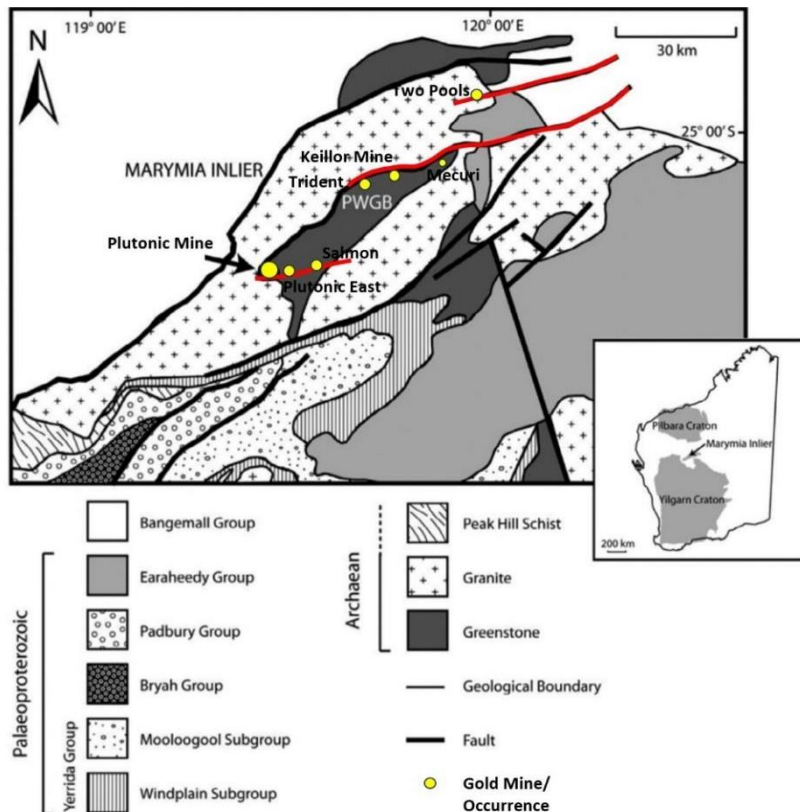 119° 00'E
120° 00'E
N
30 km
Two Pools
25° 00'S
Keillor Mine
MARYMIA INLIER
Trident
Mecuri
PWGB
Plutonic Mine
Salmon
Plutonic East
Pilbara Craton
Marymia Inlier
Yilgarn Craton
200 km
Bangemall Group
Peak Hill Schist
Earaheedy Group
Granite
Padbury Group
Greenstone
Bryah Group
Geological Boundary
Mooloogool Subgroup
Fault
Windplain Subgroup
Gold Mine/
Occurrence
Palaeoproterozoic
Yerrida Group
Archaean